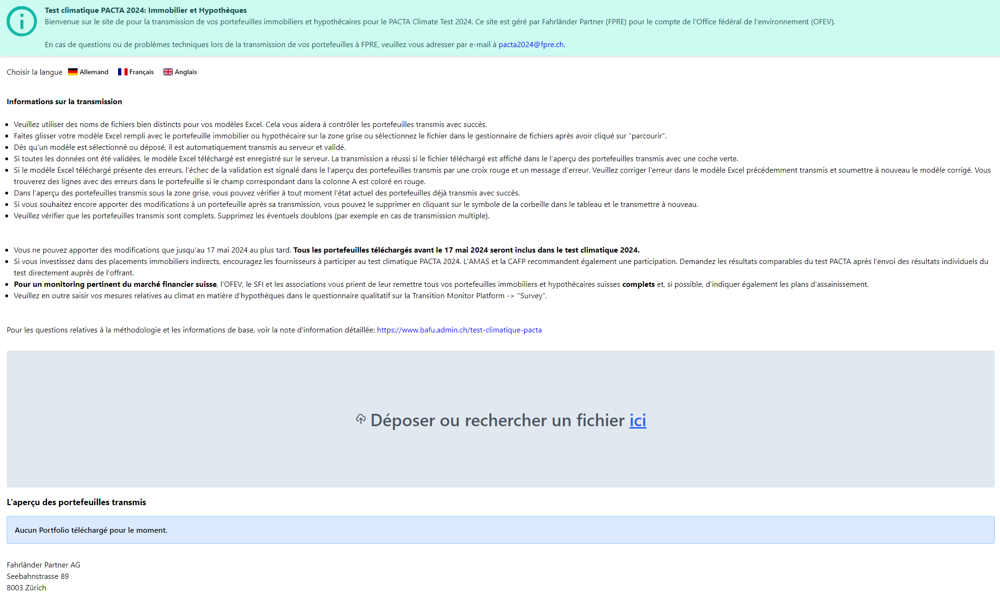 Test climatique PACTA 2024: Immobilier et Hypothèques
Bienvenue sur le site de pour la transmission de vos portefeuilles immobiliers et hypothécaires pour le PACTA Climate Test 2024. Ce site est géré par Fahrländer Partner (FPRE) pour le compte de l'Office fédéral de l'environnement (OFEV).
En cas de questions ou de problèmes techniques lors de la transmission de vos portefeuilles à FPRE, veuillez vous adresser par e-mail à pacta2024@fpre.ch.
Choisir la langue Allemand Français Anglais
Informations sur la transmission
• Veuillez utiliser des noms de fichiers bien distincts pour vos modèles Excel. Cela vous aidera à contrôler les portefeuilles transmis avec succès.
• Faites glisser votre modèle Excel rempli avec le portefeuille immobilier ou hypothécaire sur la zone grise ou sélectionnez le fichier dans le gestionnaire de fichiers après avoir cliqué sur "parcourir".
• Dès qu'un modèle est sélectionné ou déposé, il est automatiquement transmis au serveur et validé.
• Si toutes les données ont été validées, le modèle Excel téléchargé est enregistré sur le serveur. La transmission a réussi si le fichier téléchargé est affiché dans le l’aperçu des portefeuilles transmis avec une coche verte.
• Si le modèle Excel téléchargé présente des erreurs, l'échec de la validation est signalé dans le l’aperçu des portefeuilles transmis par une croix rouge et un message d'erreur. Veuillez corriger l'erreur dans le modèle Excel précédemment transmis et soumettre à nouveau le modèle corrigé. Vous
trouverez des lignes avec des erreurs dans le portefeuille si le champ correspondant dans la colonne A est coloré en rouge.
• Dans l’aperçu des portefeuilles transmis sous la zone grise, vous pouvez vérifier à tout moment l'état actuel des portefeuilles déjà transmis avec succès.
• Si vous souhaitez encore apporter des modifications à un portefeuille après sa transmission, vous pouvez le supprimer en cliquant sur le symbole de la corbeille dans le tableau et le transmettre à nouveau.
• Veuillez vérifier que les portefeuilles transmis sont complets. Supprimez les éventuels doublons (par exemple en cas de transmission multiple).
• Vous ne pouvez apporter des modifications que jusqu'au 17 mai 2024 au plus tard. Tous les portefeuilles téléchargés avant le 17 mai 2024 seront inclus dans le test climatique 2024.
• Si vous investissez dans des placements immobiliers indirects, encouragez les fournisseurs à participer au test climatique PACTA 2024. L'AMAS et la CAFP recommandent également une participation. Demandez les résultats comparables du test PACTA après l'envoi des résultats individuels du
test directement auprès de l'offrant.
• Pour un monitoring pertinent du marché financier suisse, l'OFEV, le SFI et les associations vous prient de leur remettre tous vos portefeuilles immobiliers et hypothécaires suisses complets et, si possible, d'indiquer également les plans d'assainissement.
• Veuillez en outre saisir vos mesures relatives au climat en matière d'hypothèques dans le questionnaire qualitatif sur la Transition Monitor Platform -> "Survey".
Pour les questions relatives à la méthodologie et les informations de base, voir la note d'information détaillée: https://www.bafu.admin.ch/test-climatique-pacta
Déposer ou rechercher un fichier ici
L’aperçu des portefeuilles transmis
Aucun Portfolio téléchargé pour le moment.
Fahrländer Partner AG
Seebahnstrasse 89
8003 Zürich